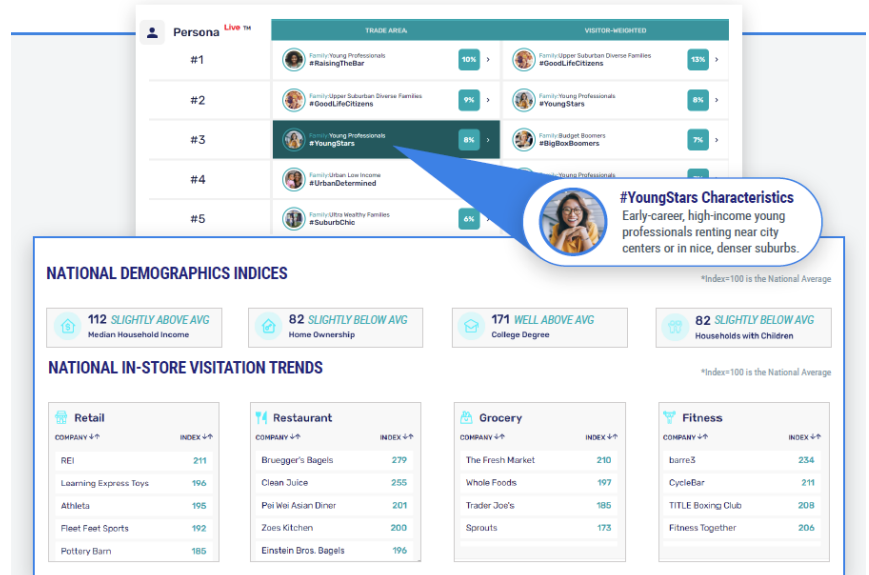 Persona Live TM
TRADE AREA
VISITOR-WEIGHTED
#1
Family:Young Professionals
#RaisingTheBar
10%
Family:Upper Suburban Diverse Families
#GoodLifeCitizens
13%
#2
Family:Upper Suburban Diverse Families
#GoodLifeCitizens
9%
Family:Young Professionals
#YoungStars
8%
#3
Family:Young Professionals
#YoungStars
8%
Family:Budget Boomers
#BigBoxBoomers
7%
#4
Family:Urban Low Income
#UrbanDetermined
Family:Young Professionals
#5
Family:Ultra Wealthy Families
#SuburbChic
6%
#YoungStars Characteristics
Early-career, high-income young
professionals renting near city
centers or in nice, denser suburbs.
NATIONAL DEMOGRAPHICS INDICES
*Index=100 is the National Average
112 SLIGHTLY ABOVE AVG
Median Household Income
82 SLIGHTLY BELOW AVG
Home Ownership
171 WELL ABOVE AVG
College Degree
82 SLIGHTLY BELOW AVG
Households with Children
NATIONAL IN-STORE VISITATION TRENDS
*Index=100 is the National Average
Retail
COMPANY INDEX
REI 211
Learning Express Toys 196
Athleta 195
Fleet Feet Sports 192
Pottery Barn 185
Restaurant
COMPANY INDEX
Bruegger's Bagels 279
Clean Juice 255
Pei Wei Asian Diner 201
Zoes Kitchen 200
Einstein Bros. Bagels 196
Grocery
COMPANY INDEX
The Fresh Market 210
Whole Foods 197
Trader Joe's 185
Sprouts 173
Fitness
COMPANY INDEX
barre3 234
CycleBar 211
TITLE Boxing Club 208
Fitness Together 206